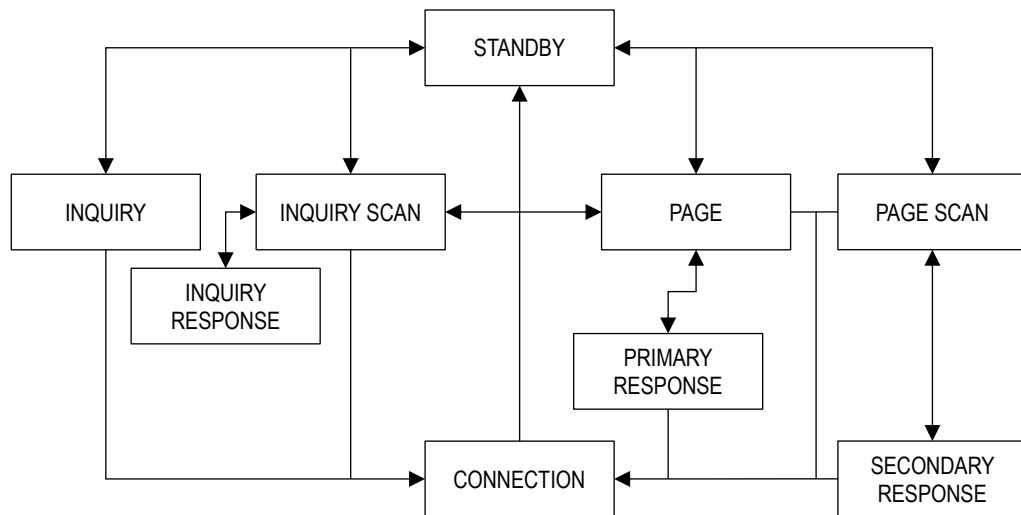 STANDBY
INQUIRY
INQUIRY SCAN
PAGE
PAGE SCAN
INQUIRY
RESPONSE
PRIMARY
RESPONSE
CONNECTION
SECONDARY
RESPONSE